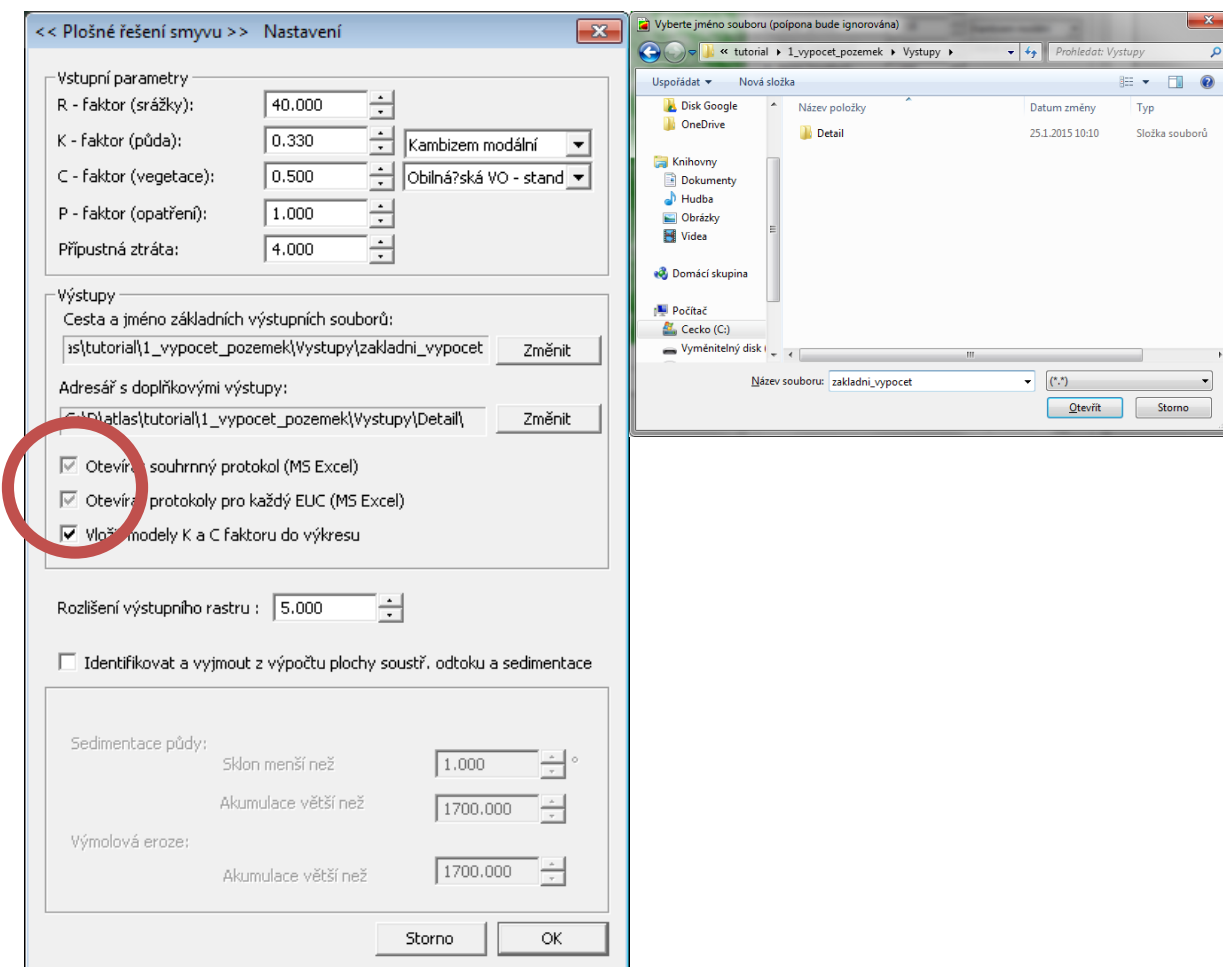 << Plošné řešení smyvu >> Nastavení
Vstupní parametry
R - faktor (srážky): 40.000
K - faktor (půda): 0.330 Kambizem modální
C - faktor (vegetace): 0.500 Obilná?ská VO - stand
P - faktor (opatření): 1.000
Přípustná ztráta: 4.000
Výstupy
Cesta a jméno základních výstupních souborů:
as\tutorial\1_vypocet_pozemek\Vystupy\zakladni_vypocet Změnit
Adresář s doplňkovými výstupy:
C:\D\atlas\tutorial\1_vypocet_pozemek\Vystupy\Detail\ Změnit
Otevírat souhrnný protokol (MS Excel)
Otevírat protokoly pro každý EUC (MS Excel)
Vložit modely K a C faktoru do výkresu
Rozlišení výstupního rastru : 5.000
Identifikovat a vyjmout z výpočtu plochy soustř. odtoku a sedimentace
Sedimentace půdy:
Sklon menší než 1.000 °
Akumulace větší než 1700.000
Výmolová eroze:
Akumulace větší než 1700.000
Storno OK
Vyberte jméno souboru (poípona bude ignorována)
« tutorial 1_vypocet_pozemek Vystupy Prohledat: Vystupy
Uspořádat Nová složka
Disk Google
OneDrive
Knihovny
Dokumenty
Hudba
Obrázky
Videa
Domácí skupina
Počítač
Cecko (C:)
Vyměnitelný disk
Název položky Datum změny Typ
Detail 25.1.2015 10:10 Složka souborů
Název souboru: zakladni_vypocet (*.*)
Otevřít Storno